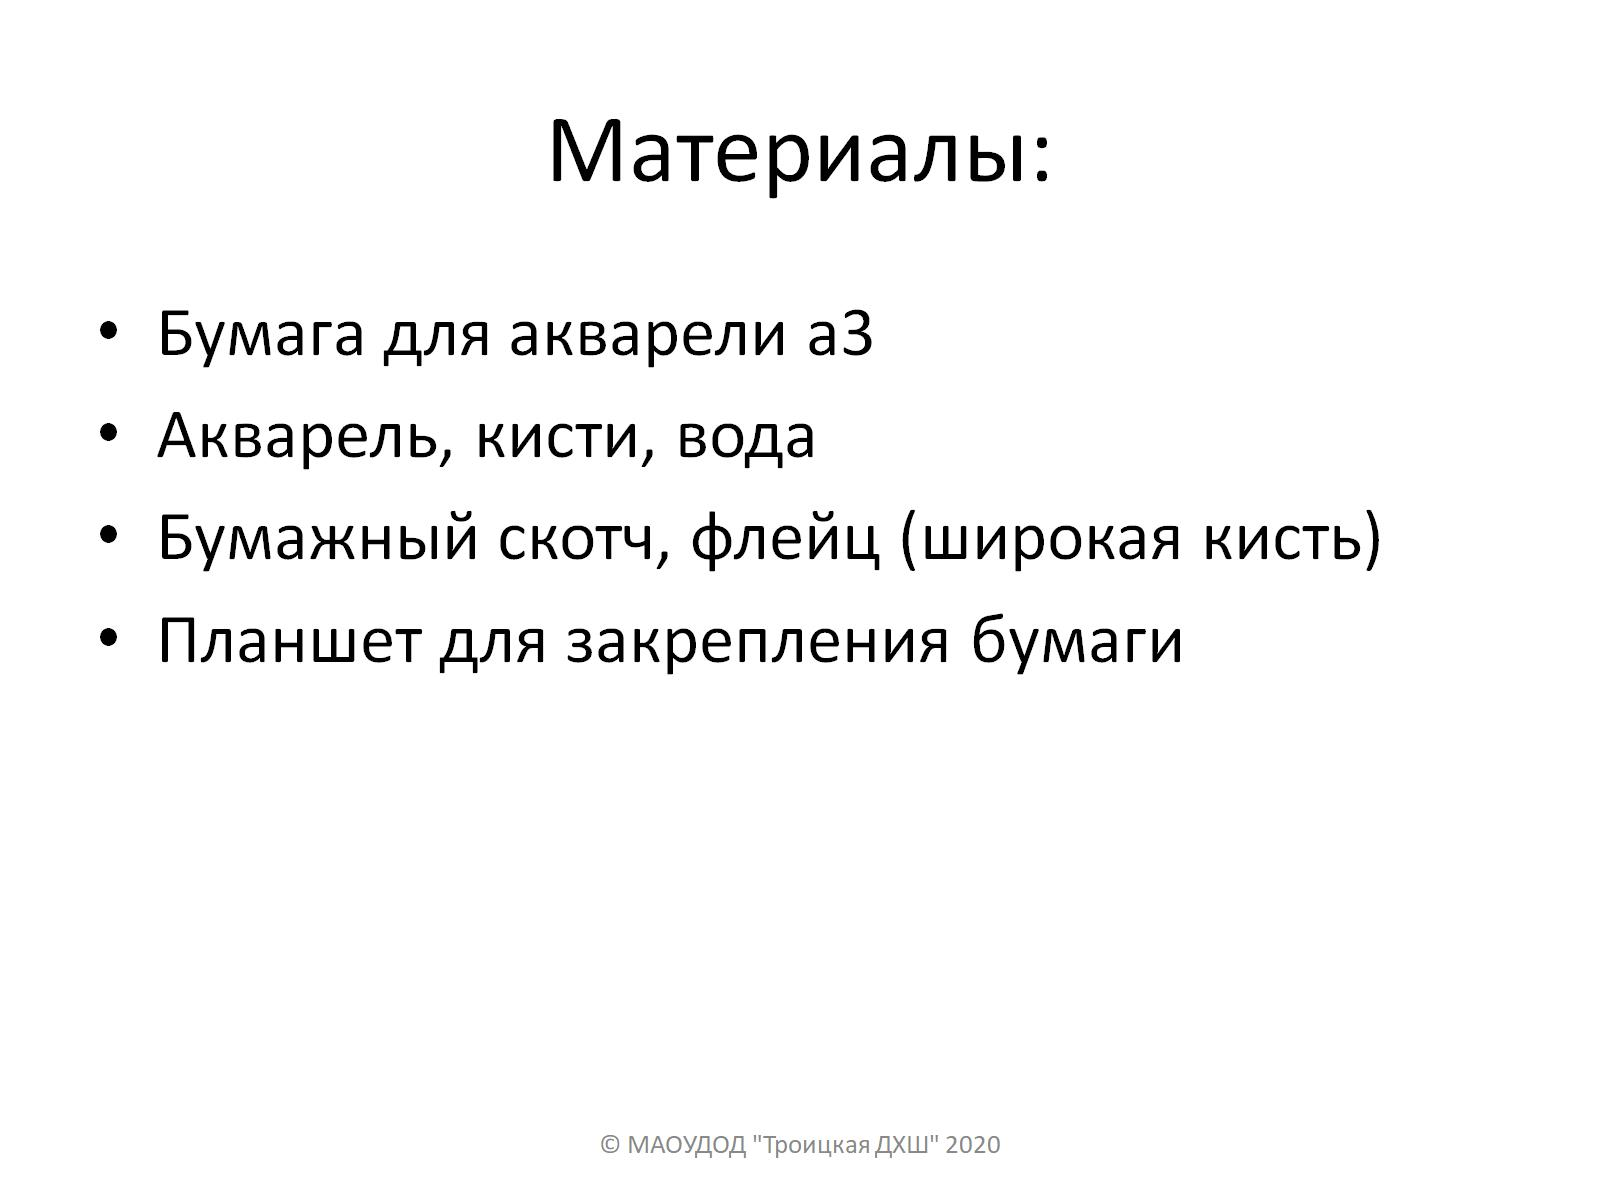 Материалы:
• Бумага для акварели а3
• Акварель, кисти, вода
• Бумажный скотч, флейц (широкая кисть)
• Планшет для закрепления бумаги
© МАОУДОД "Троицкая ДХШ" 2020